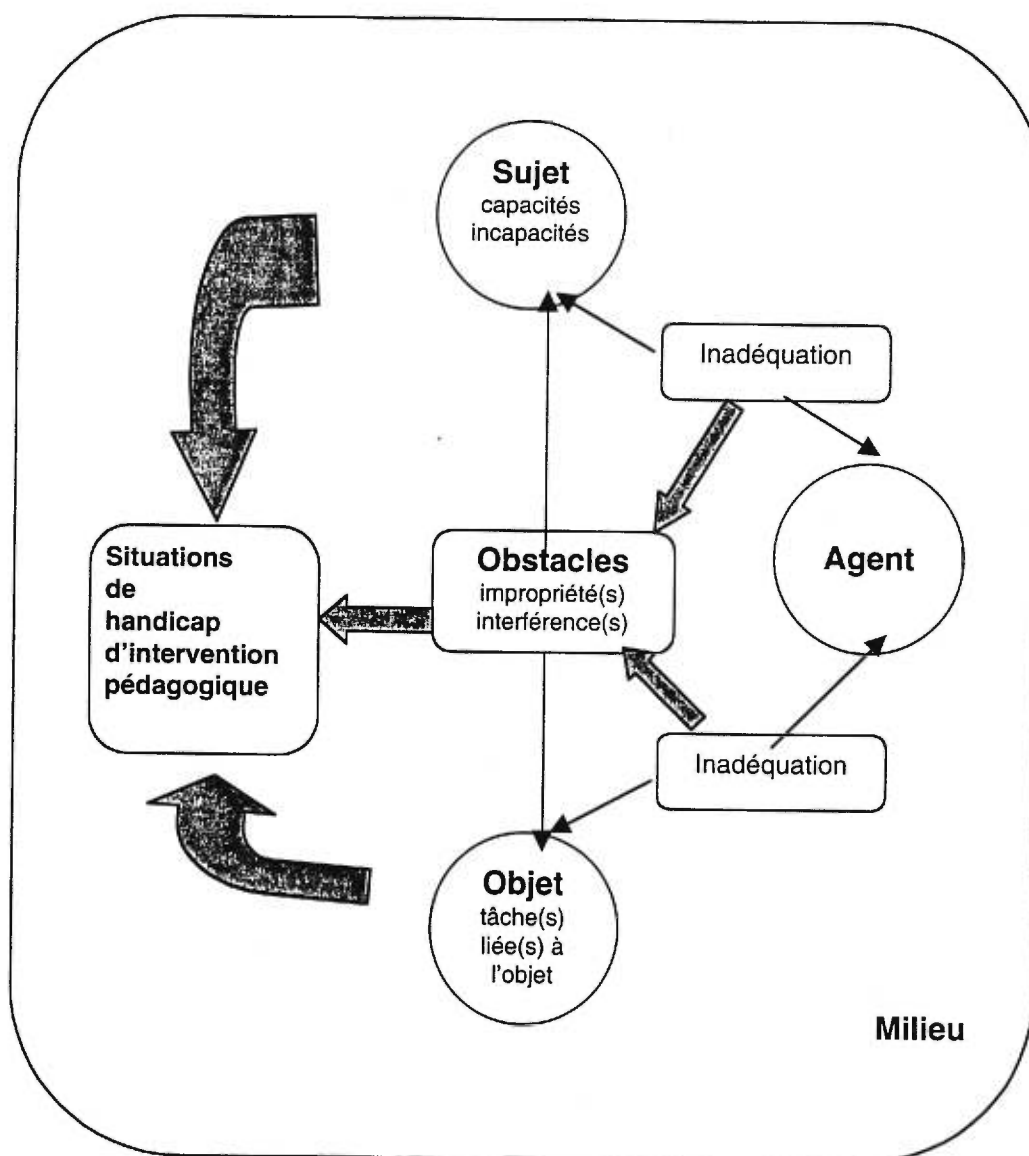 Sujet
capacités
incapacités
Inadéquation
Situations
de
handicap
d'intervention
pédagogique
Obstacles
impropriété(s)
interférence(s)
Agent
Inadéquation
Objet
tâche(s)
liée(s) à
l'objet
Milieu